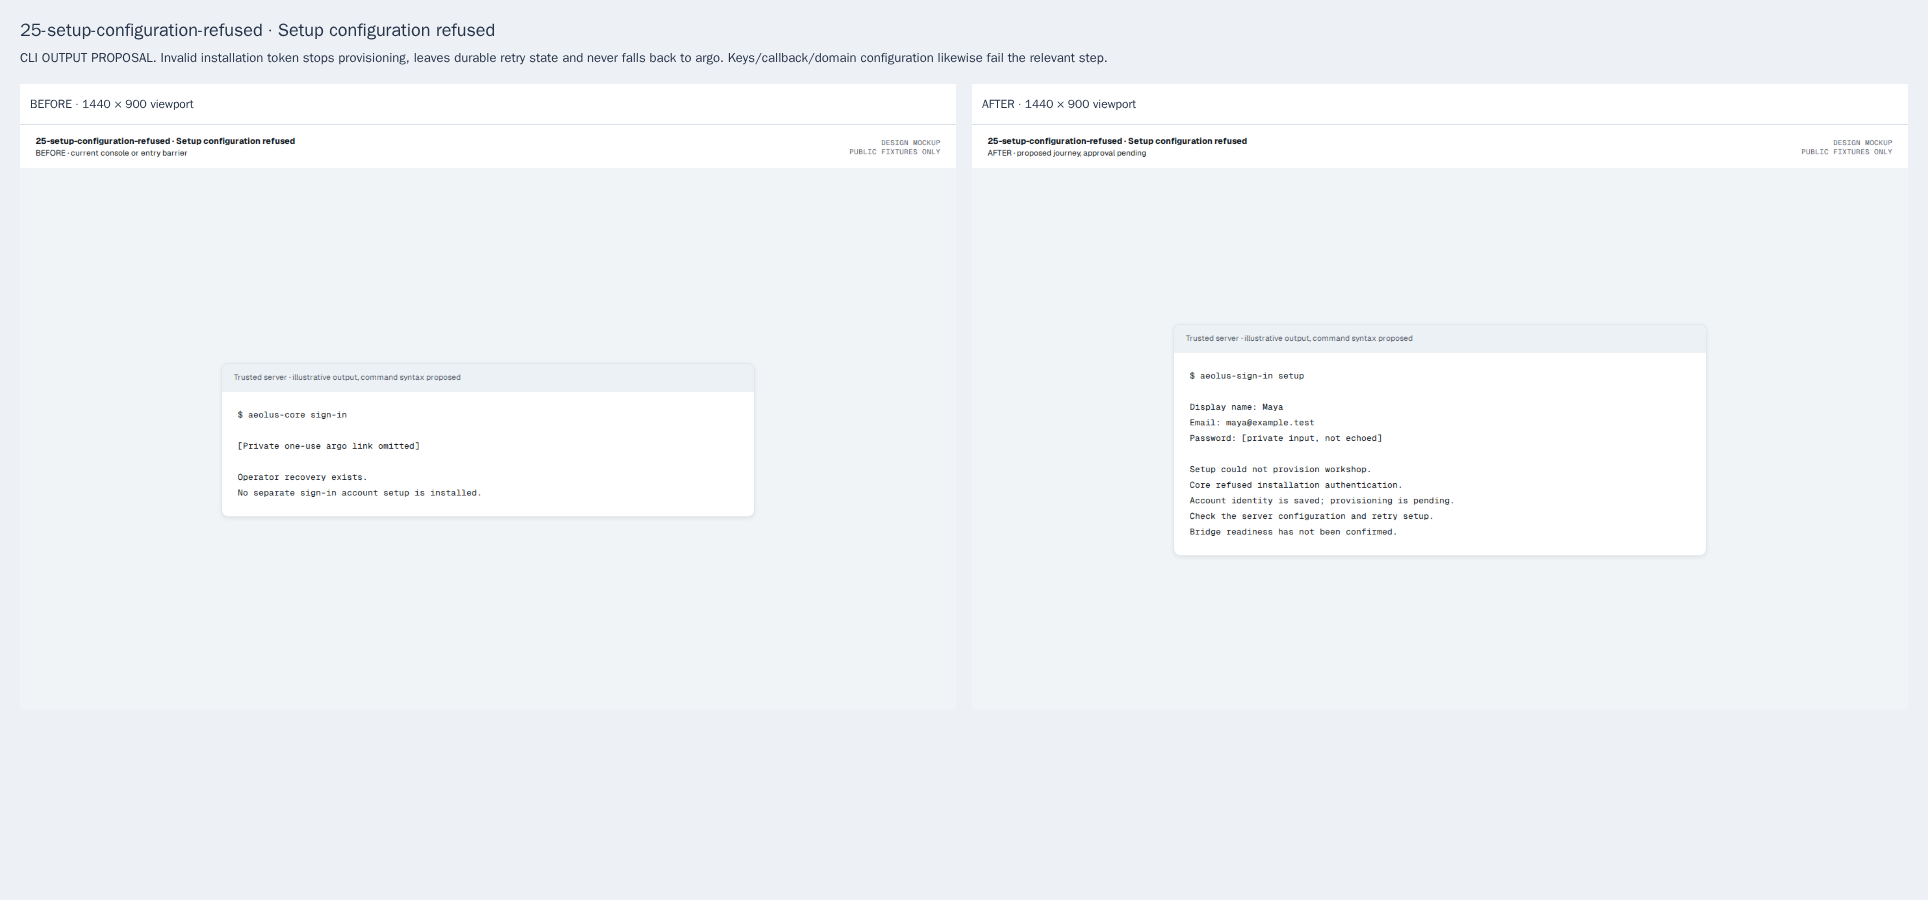 25-setup-configuration-refused · Setup configuration refused
CLI OUTPUT PROPOSAL. Invalid installation token stops provisioning, leaves durable retry state and never falls back to argo. Keys/callback/domain configuration likewise fail the relevant step.
BEFORE · 1440 × 900 viewport
25-setup-configuration-refused · Setup configuration refused
BEFORE · current console or entry barrier
DESIGN MOCKUP
PUBLIC FIXTURES ONLY
Trusted server · illustrative output, command syntax proposed
$ aeolus-core sign-in
[Private one-use argo link omitted]
Operator recovery exists.
No separate sign-in account setup is installed.
AFTER · 1440 × 900 viewport
25-setup-configuration-refused · Setup configuration refused
AFTER · proposed journey, approval pending
DESIGN MOCKUP
PUBLIC FIXTURES ONLY
Trusted server · illustrative output, command syntax proposed
$ aeolus-sign-in setup
Display name: Maya
Email: maya@example.test
Password: [private input, not echoed]
Setup could not provision workshop.
Core refused installation authentication.
Account identity is saved; provisioning is pending.
Check the server configuration and retry setup.
Bridge readiness has not been confirmed.